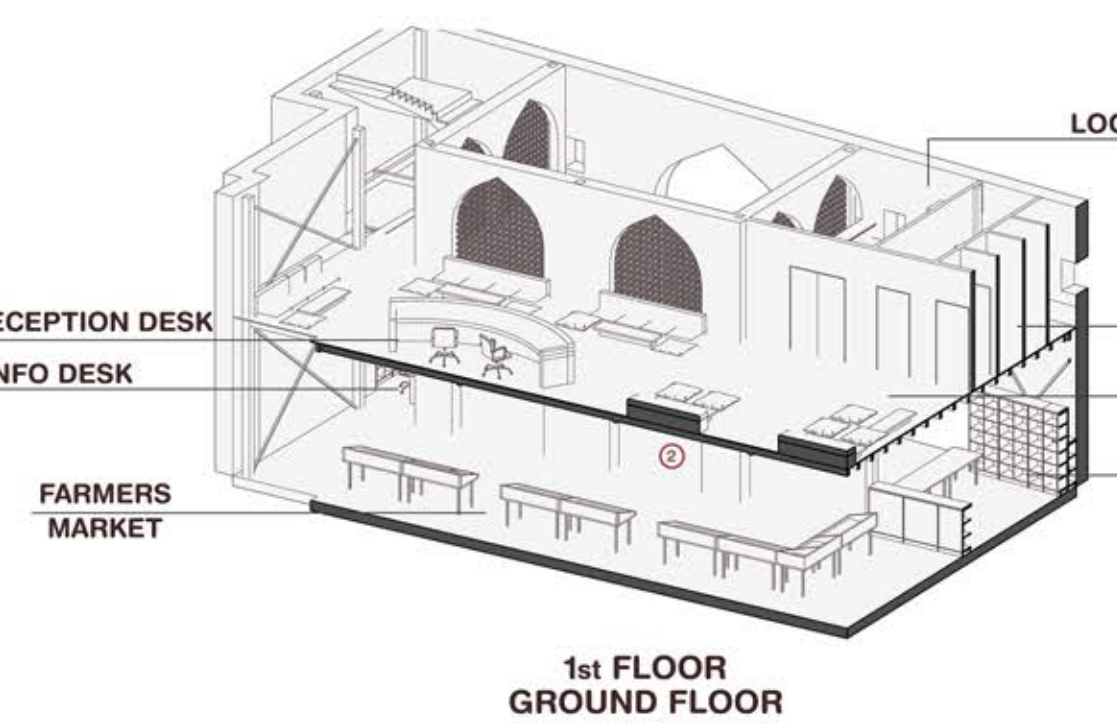 LOC
ECEPTION DESK
NFO DESK
2
FARMERS
MARKET
1st FLOOR
GROUND FLOOR